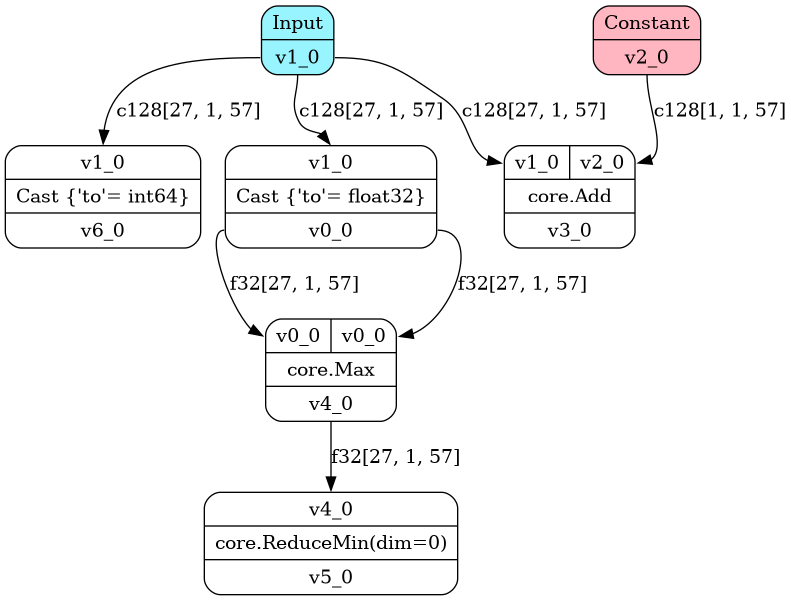 Input
v1_0
Constant
v2_0
c128[27, 1, 57]
c128[27, 1, 57]
c128[27, 1, 57]
c128[1, 1, 57]
v1_0
Cast {'to'= int64}
v6_0
v1_0
Cast {'to'= float32}
v0_0
v1_0 v2_0
core.Add
v3_0
f32[27, 1, 57]
f32[27, 1, 57]
v0_0 v0_0
core.Max
v4_0
f32[27, 1, 57]
v4_0
core.ReduceMin(dim=0)
v5_0